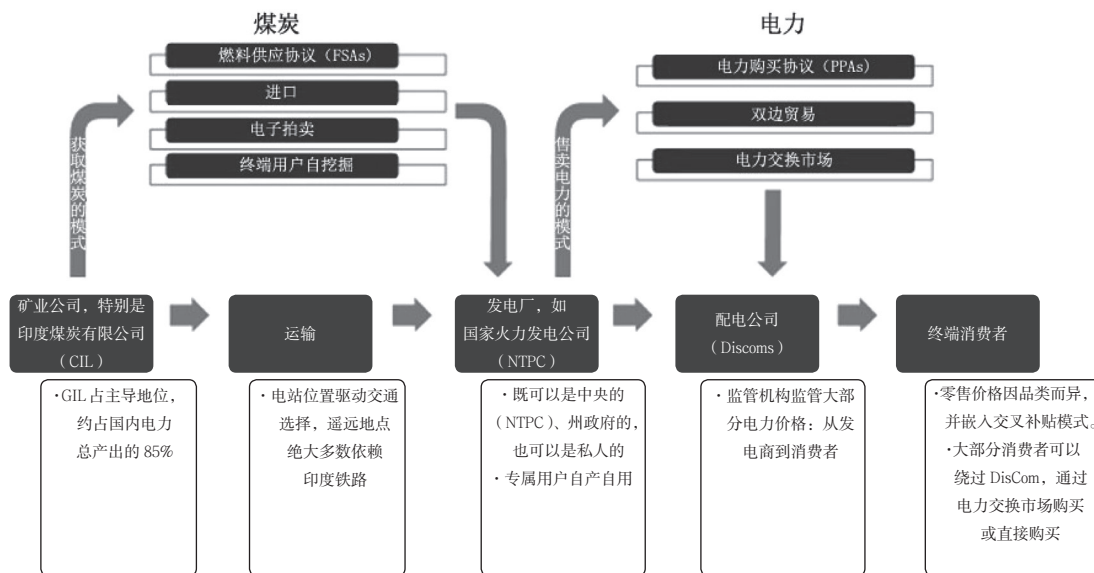 煤炭
燃料供应协议（FSAs）
进口
电子拍卖
终端用户自挖掘
获取煤炭的模式
电力
电力购买协议（PPAs）
双边贸易
电力交换市场
售卖电力的模式
矿业公司，特别是
印度煤炭有限公司
（CIL）
运输
发电厂，如
国家火力发电公司
（NTPC）
配电公司
（Discoms）
终端消费者
·GIL占主导地位，
约占国内电力
总产出的 85%
·电站位置驱动交通
选择，遥远地点
绝大多数依赖
印度铁路
·既可以是中央的
（NTPC）、州政府的，
也可以是私人的
·专属用户自产自用
·监管机构监管大部
分电力价格：从发
电商到消费者
·零售价格因品类而异，
并嵌入交叉补贴模式。
·大部分消费者可以
绕过 DisCom，通过
电力交换市场购买
或直接购买